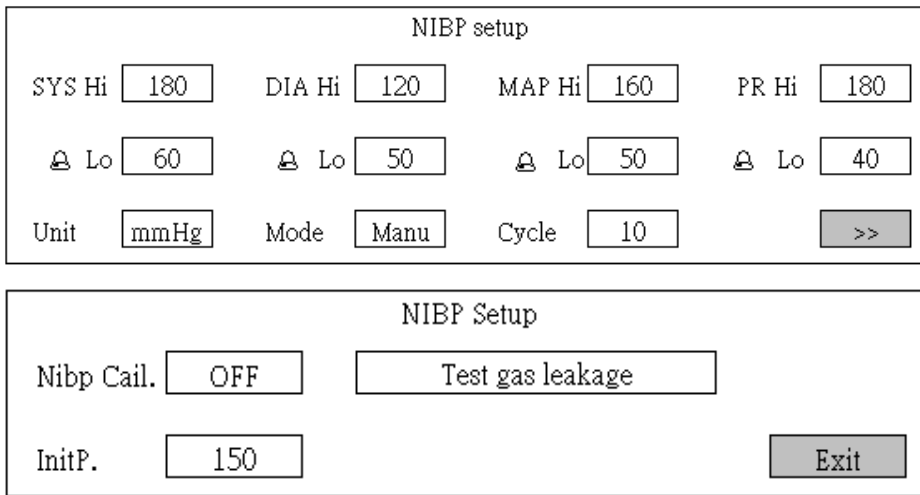 NIBP setup
SYS Hi 180 DIA Hi 120 MAP Hi 160 PR Hi 180
Lo 60 Lo 50 Lo 50 Lo 40
Unit mmHg Mode Manu Cycle 10 >>
NIBP Setup
Nibp Cail. OFF Test gas leakage
InitP. 150 Exit